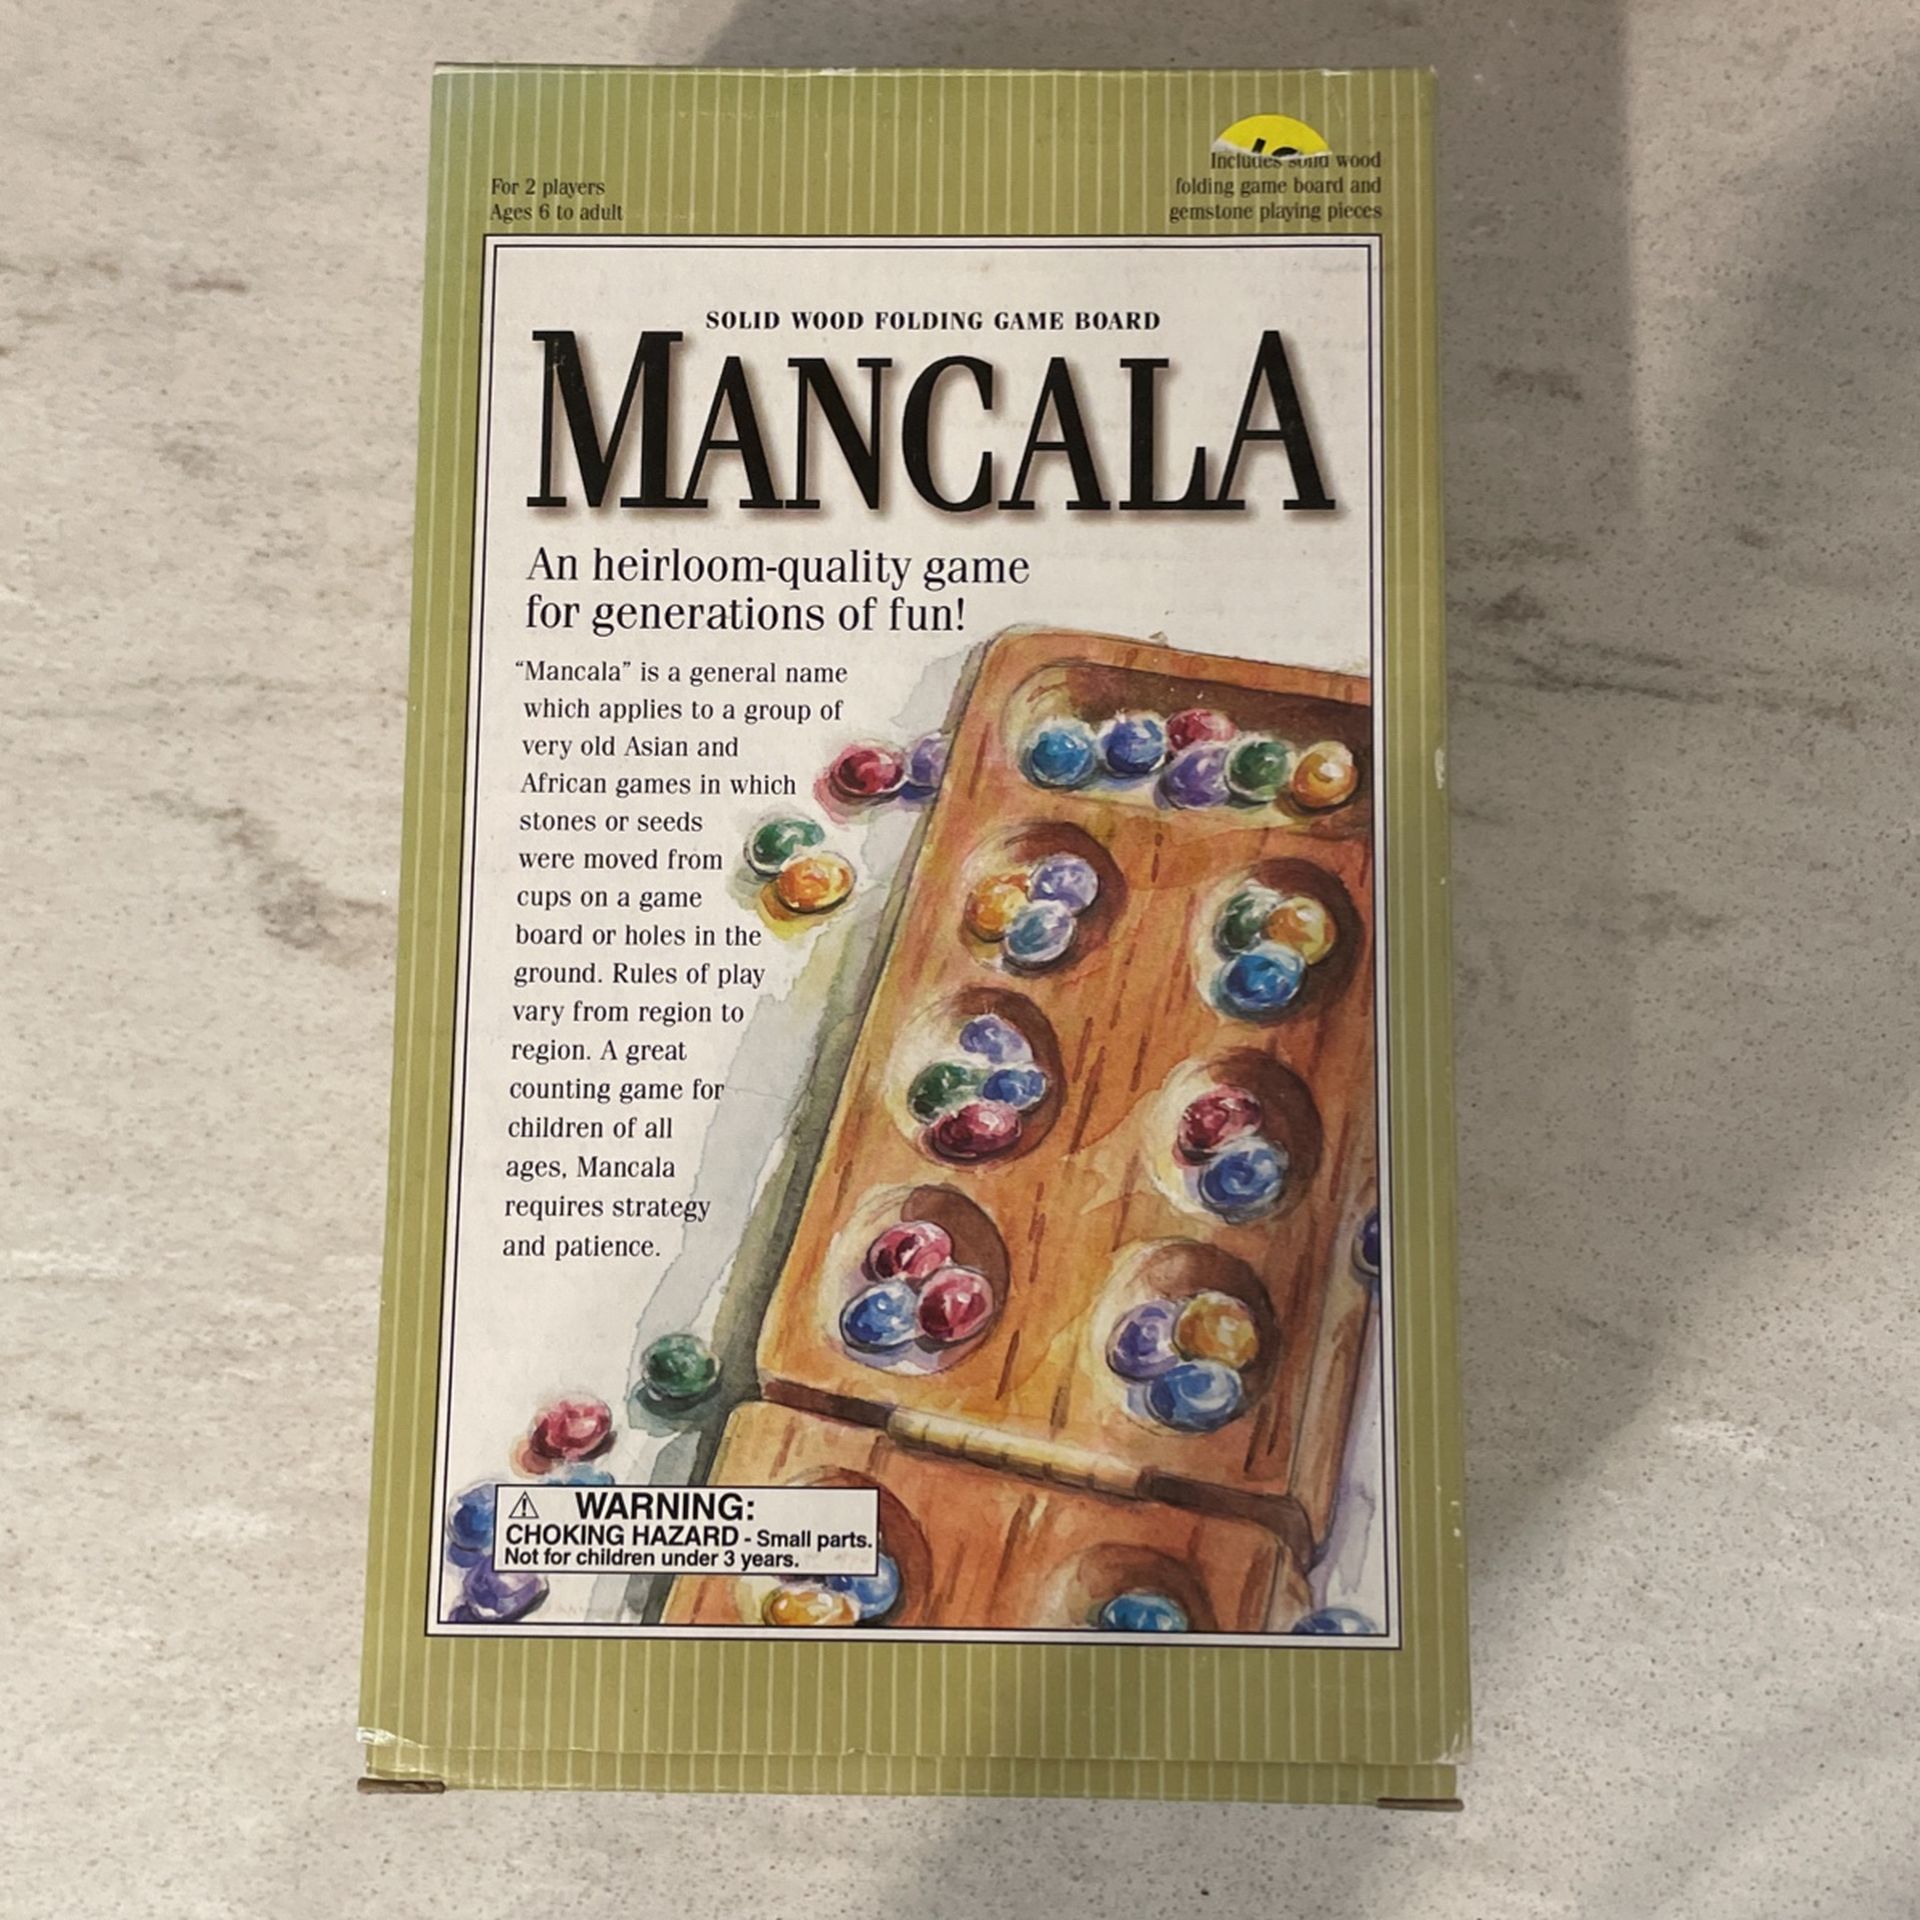 For 2 players
Ages 6 to adult
Includes solid wood
folding game board and
gemstone playing pieces
SOLID WOOD FOLDING GAME BOARD
MANCALA
An heirloom-quality game
for generations of fun!
“Mancala” is a general name
which applies to a group of
very old Asian and
African games in which
stones or seeds
were moved from
cups on a game
board or holes in the
ground. Rules of play
vary from region to
region. A great
counting game for
children of all
ages, Mancala
requires strategy
and patience.
WARNING:
CHOKING HAZARD - Small parts.
Not for children under 3 years.